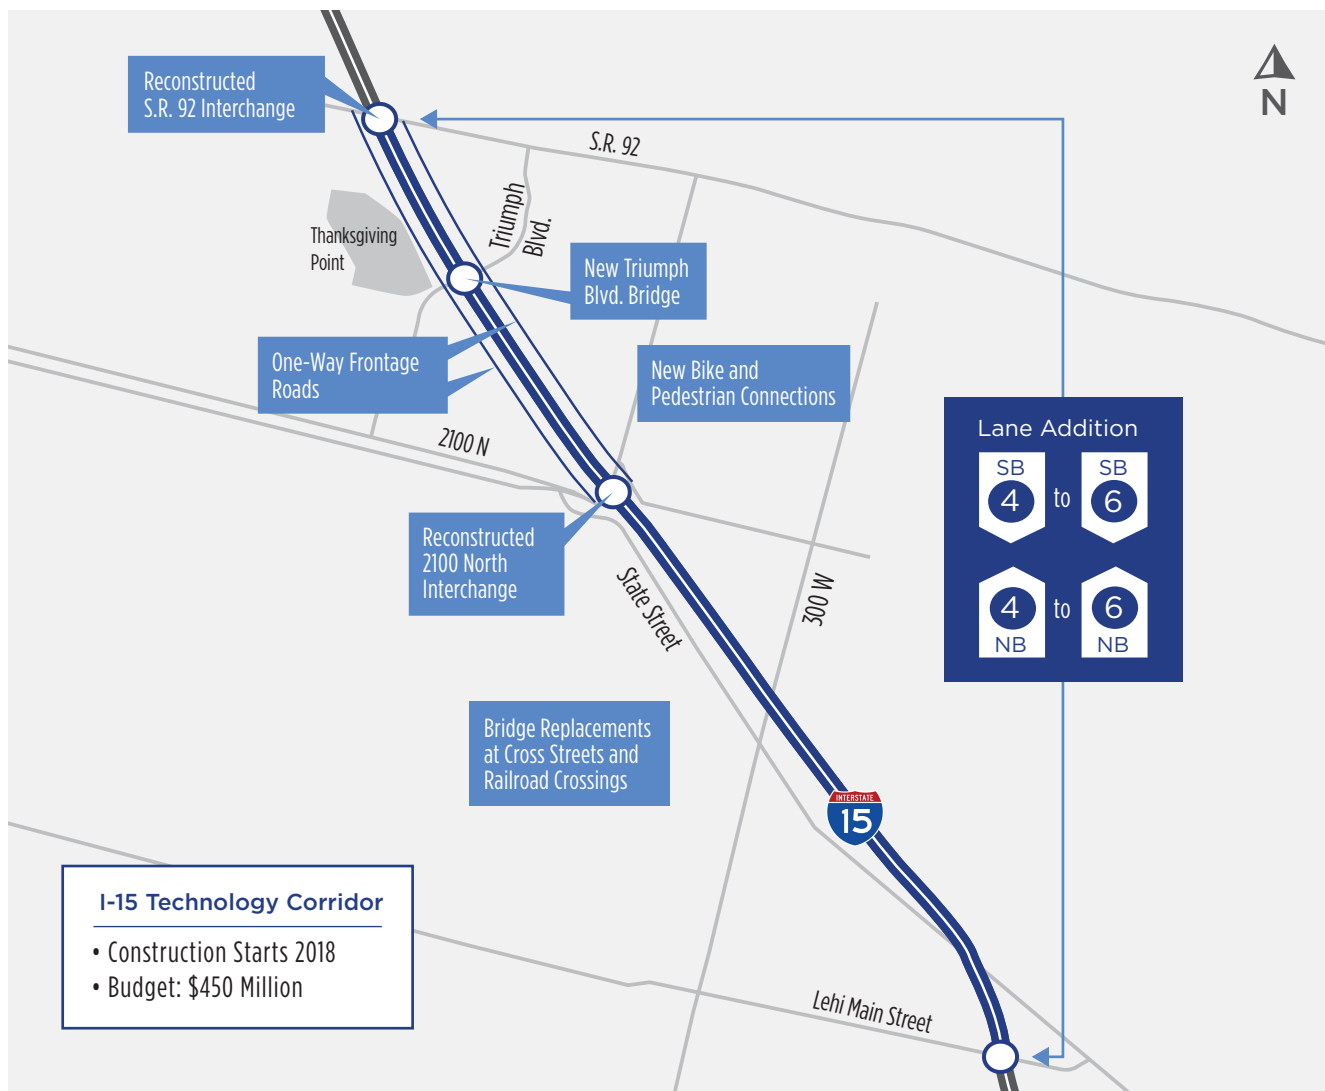 Reconstructed
S.R. 92 Interchange
N
S.R. 92
Triumph
Blvd.
Thanksgiving
Point
New Triumph
Blvd. Bridge
One-Way Frontage
Roads
New Bike and
Pedestrian Connections
2100 N
Lane Addition
SB
4
to
SB
6
4
NB
to
6
NB
Reconstructed
2100 North
Interchange
State Street
300 W
Bridge Replacements
at Cross Streets and
Railroad Crossings
INTERSTATE
15
I-15 Technology Corridor
• Construction Starts 2018
• Budget: $450 Million
Lehi Main Street